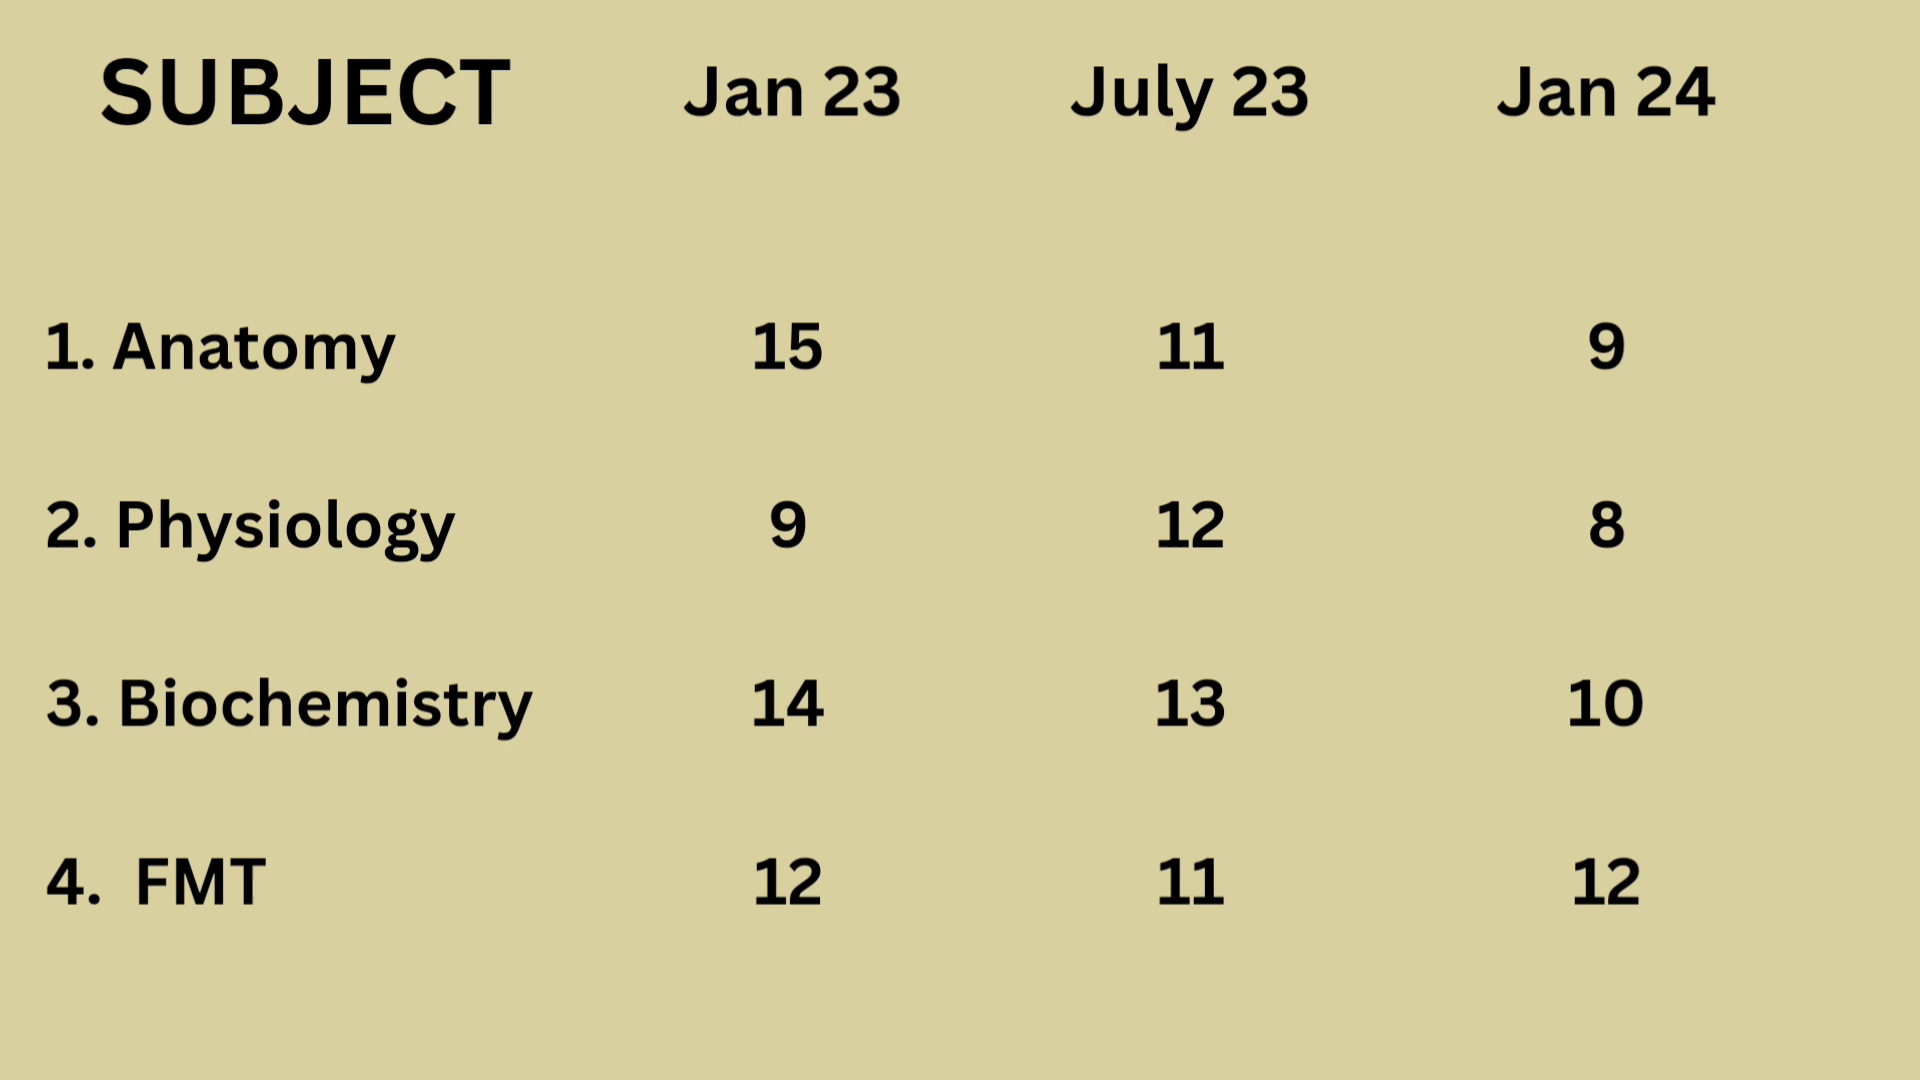 SUBJECT Jan 23 July 23 Jan 24
1. Anatomy 15 11 9
2. Physiology 9 12 8
3. Biochemistry 14 13 10
4. FMT 12 11 12